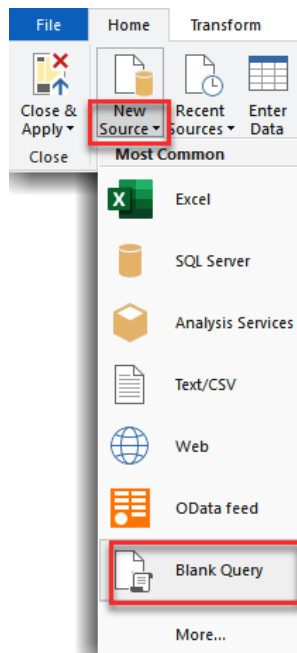 File Home Transform
Close & New Recent Enter
Apply Source Sources Data
Close Most Common
Excel
SQL Server
Analysis Services
Text/CSV
Web
OData feed
Blank Query
More...